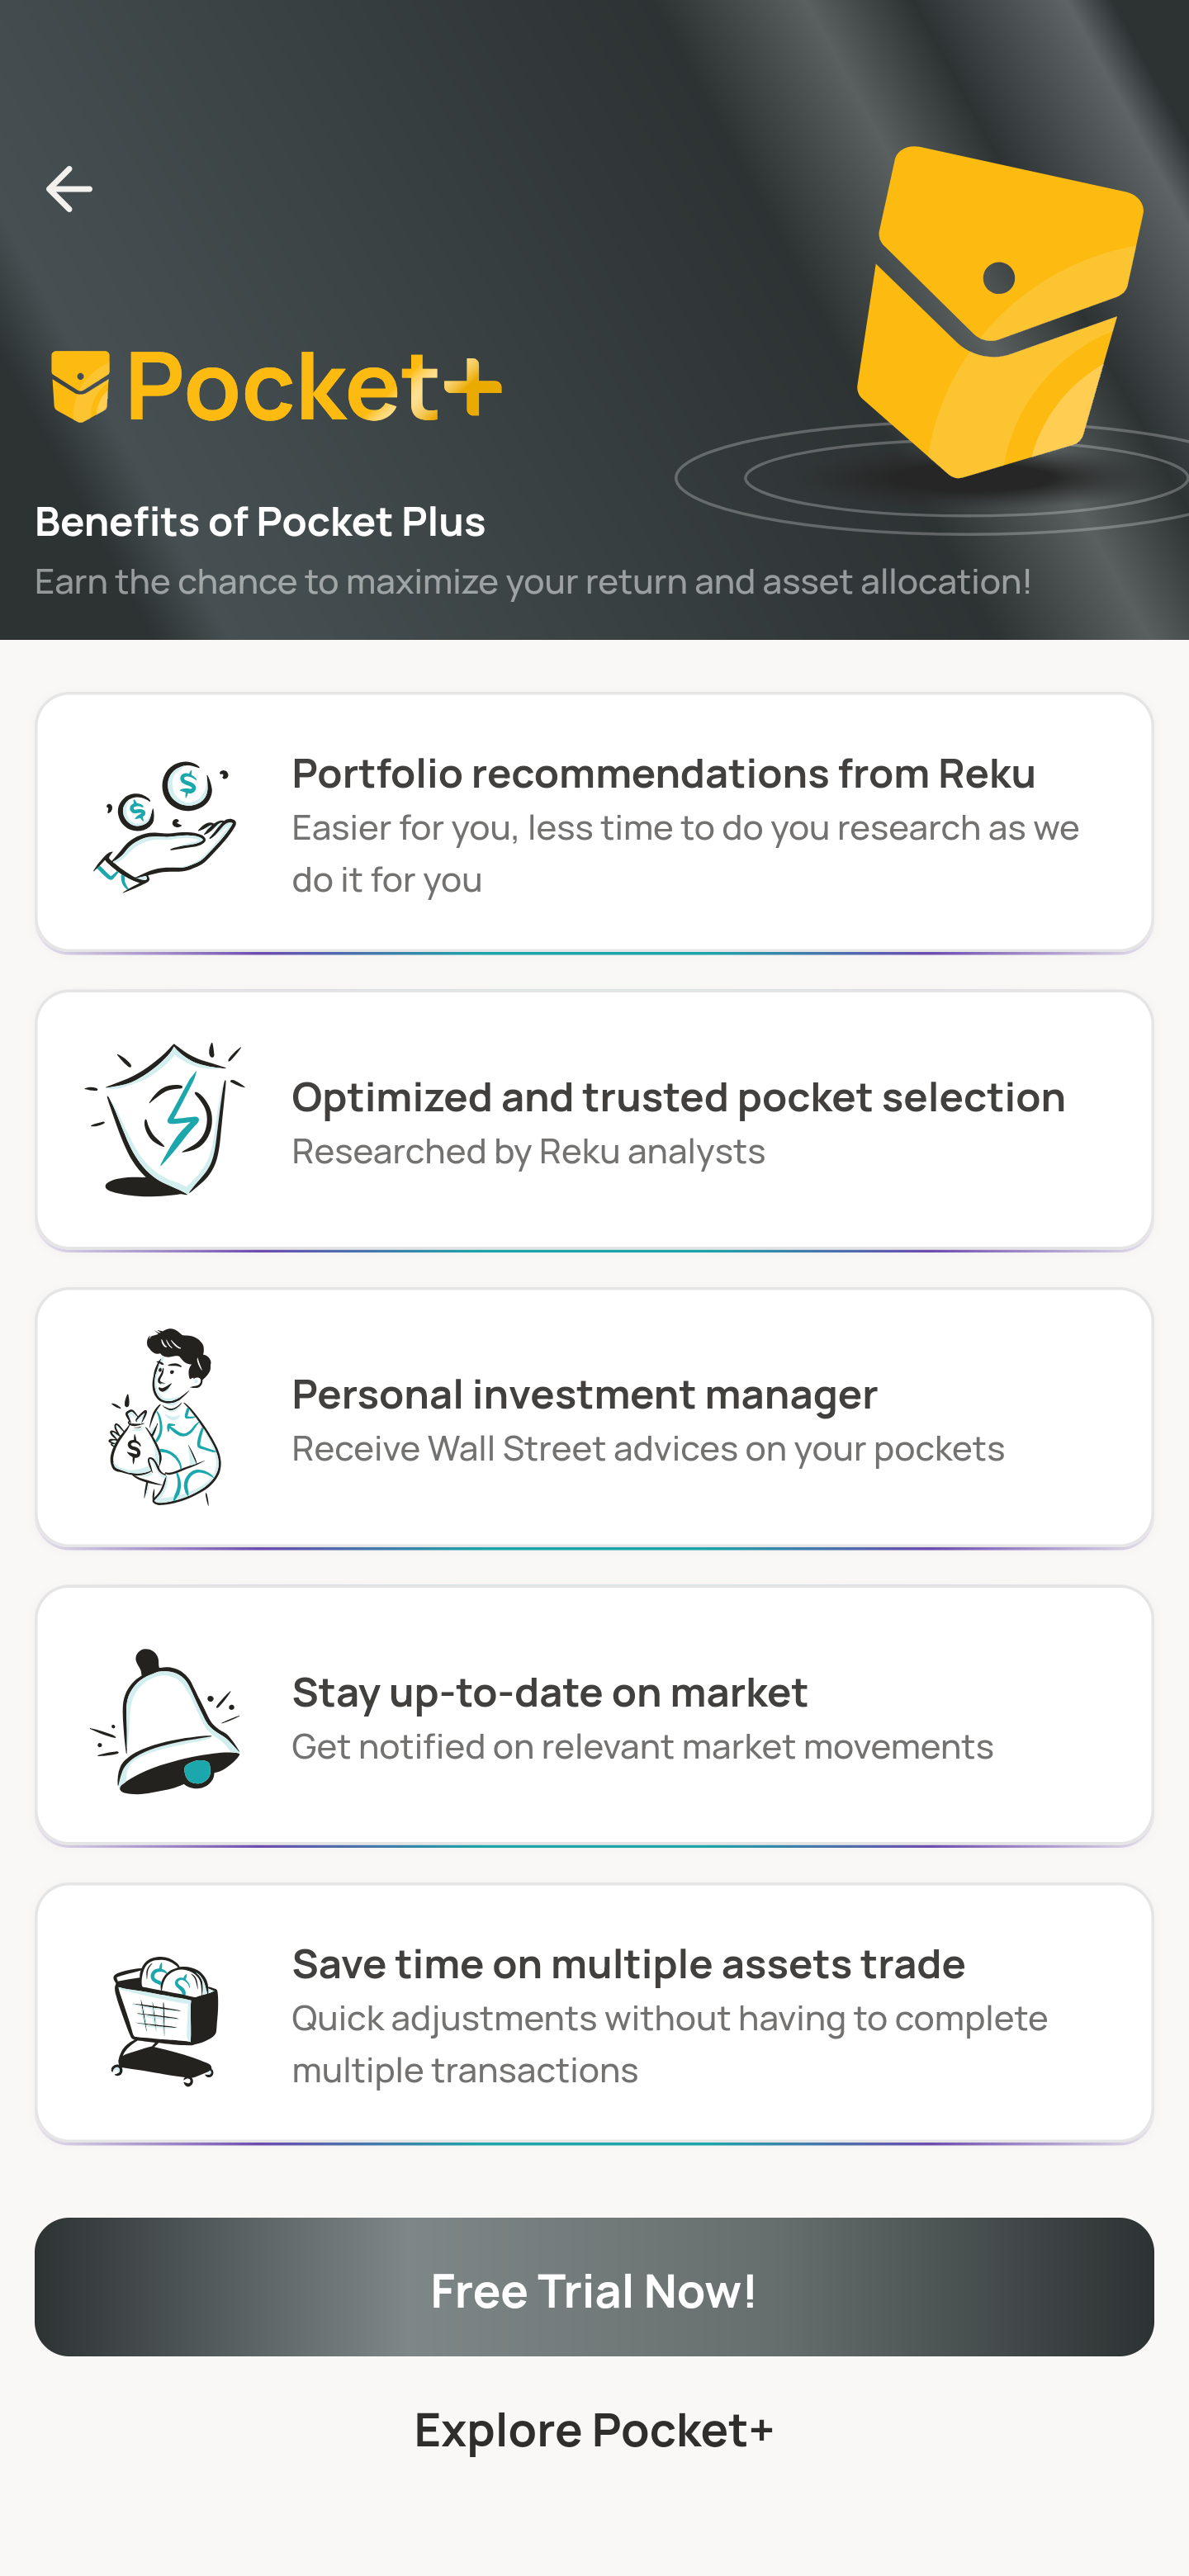 Pocket+
Benefits of Pocket Plus
Earn the chance to maximize your return and asset allocation!
Portfolio recommendations from Reku
Easier for you, less time to do you research as we
do it for you
Optimized and trusted pocket selection
Researched by Reku analysts
Personal investment manager
Receive Wall Street advices on your pockets
Stay up-to-date on market
Get notified on relevant market movements
Save time on multiple assets trade
Quick adjustments without having to complete
multiple transactions
Free Trial Now!
Explore Pocket+